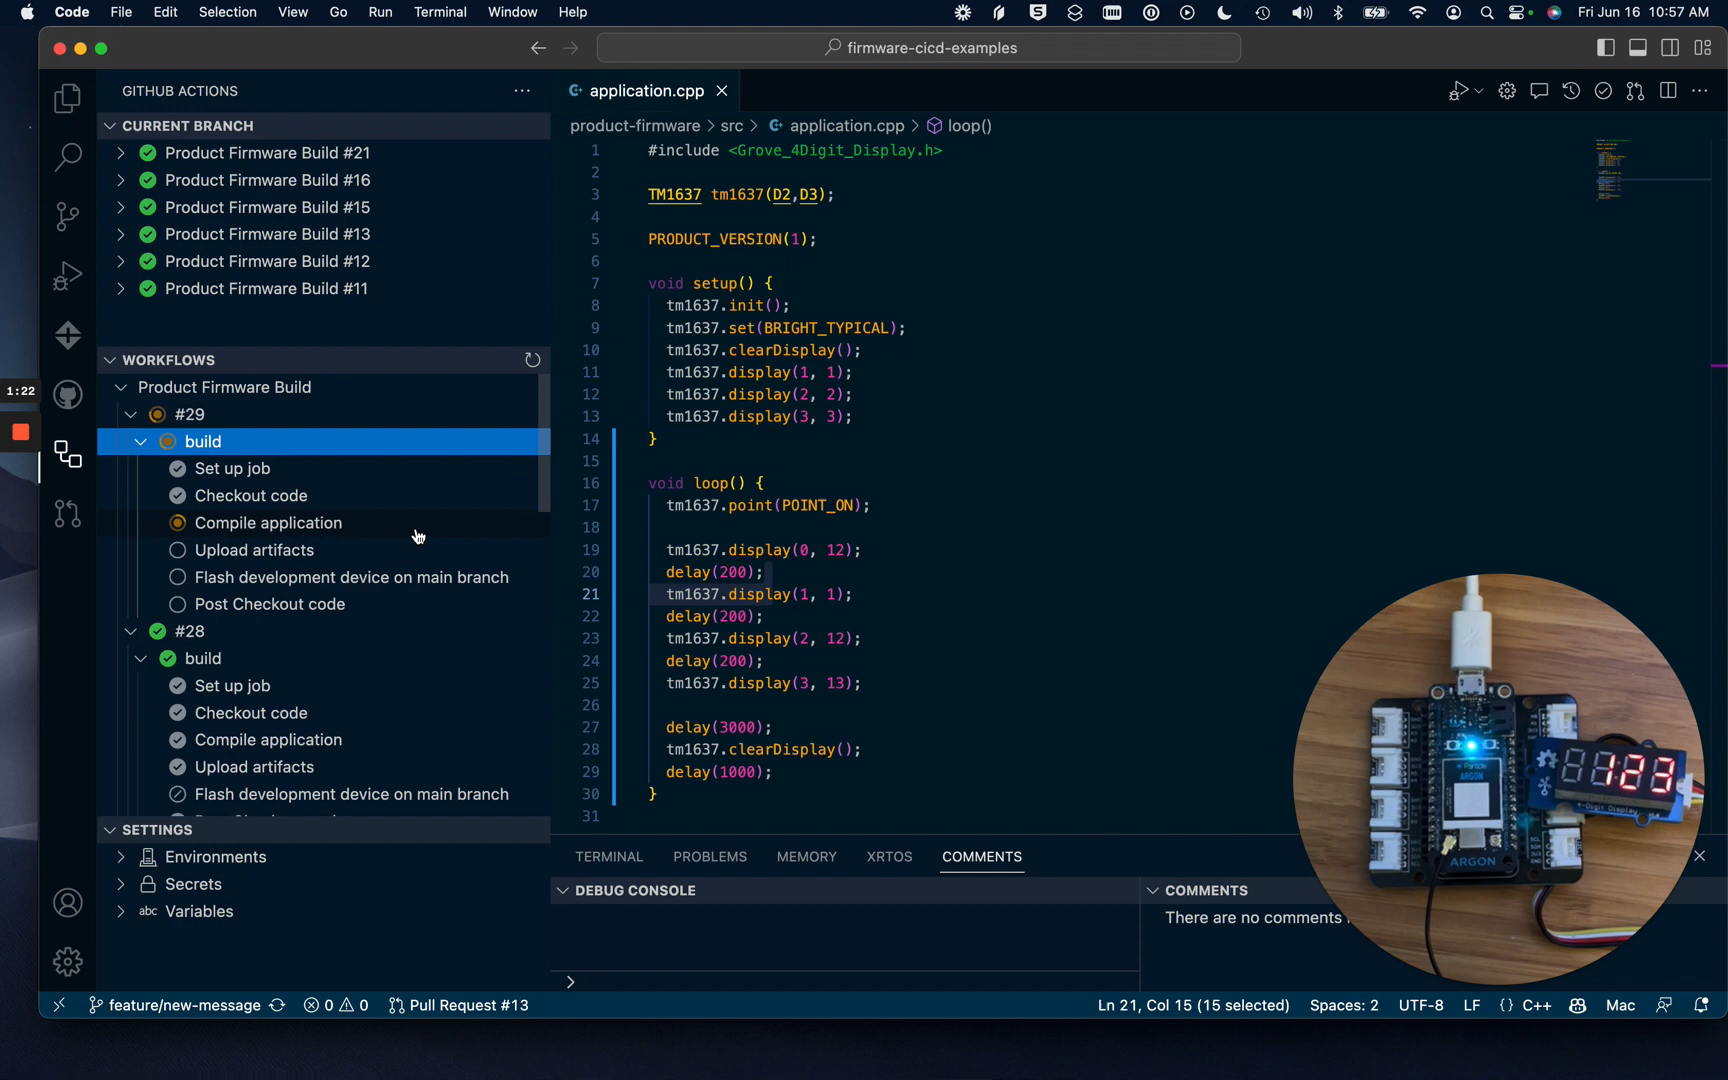 Code File Edit Selection View Go Run Terminal Window Help Fri Jun 16 10:57 AM
firmware-cicd-examples
GITHUB ACTIONS
CURRENT BRANCH
Product Firmware Build #21
Product Firmware Build #16
Product Firmware Build #15
Product Firmware Build #13
Product Firmware Build #12
Product Firmware Build #11
WORKFLOWS
Product Firmware Build
#29
build
Set up job
Checkout code
Compile application
Upload artifacts
Flash development device on main branch
Post Checkout code
#28
build
Set up job
Checkout code
Compile application
Upload artifacts
Flash development device on main branch
SETTINGS
Environments
Secrets
abc Variables
1:22
application.cpp
product-firmware > src > application.cpp > loop()
1 #include <Grove_4Digit_Display.h>
2
3 TM1637 tm1637(D2,D3);
4
5 PRODUCT_VERSION(1);
6
7 void setup() {
8 tm1637.init();
9 tm1637.set(BRIGHT_TYPICAL);
10 tm1637.clearDisplay();
11 tm1637.display(1, 1);
12 tm1637.display(2, 2);
13 tm1637.display(3, 3);
14 }
15
16 void loop() {
17 tm1637.point(POINT_ON);
18
19 tm1637.display(0, 12);
20 delay(200);
21 tm1637.display(1, 1);
22 delay(200);
23 tm1637.display(2, 12);
24 delay(200);
25 tm1637.display(3, 13);
26
27 delay(3000);
28 tm1637.clearDisplay();
29 delay(1000);
30 }
31
TERMINAL PROBLEMS MEMORY XRTOS COMMENTS
DEBUG CONSOLE
COMMENTS
There are no comments
Particle
ARGON
ARGON
123
4-Digit Display
feature/new-message 0 0 Pull Request #13 Ln 21, Col 15 (15 selected) Spaces: 2 UTF-8 LF {} C++ Mac